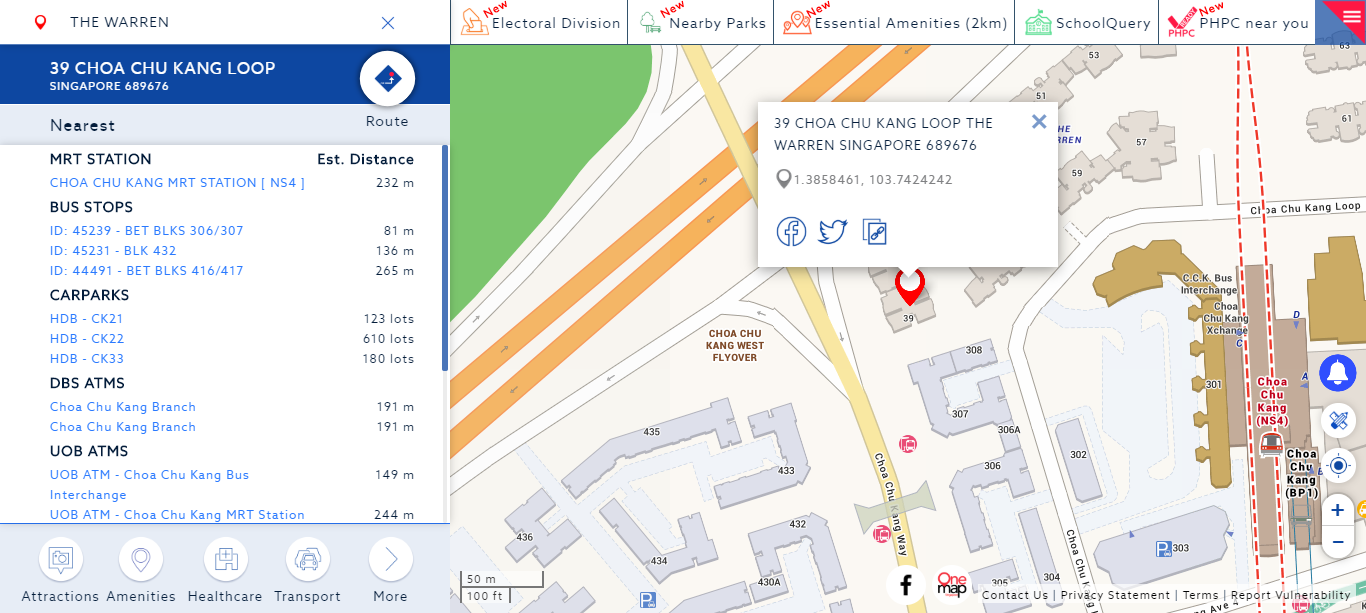 THE WARREN
New
Electoral Division
New
Nearby Parks
New
Essential Amenities (2km)
SchoolQuery
READY
PHPC
New
PHPC near you
39 CHOA CHU KANG LOOP
SINGAPORE 689676
Nearest
Route
MRT STATION Est. Distance
CHOA CHU KANG MRT STATION [ NS4 ] 232 m
BUS STOPS
ID: 45239 - BET BLKS 306/307 81 m
ID: 45231 - BLK 432 136 m
ID: 44491 - BET BLKS 416/417 265 m
CARPARKS
HDB - CK21 123 lots
HDB - CK22 610 lots
HDB - CK33 180 lots
DBS ATMS
Choa Chu Kang Branch 191 m
Choa Chu Kang Branch 191 m
UOB ATMS
UOB ATM - Choa Chu Kang Bus 149 m
Interchange
UOB ATM - Choa Chu Kang MRT Station 244 m
Attractions
Amenities
Healthcare
Transport
More
39 CHOA CHU KANG LOOP THE
WARREN SINGAPORE 689676
1.3858461, 103.7424242
53
63
51
61
57
59
Choa Chu Kang Loop
C.C.K. Bus
Interchange
Choa
Chu Kang
Xchange
C
D
A
B
39
CHOA CHU
KANG WEST
FLYOVER
308
307
306A
306
301
302
Choa
Chu
Kang
(NS4)
Choa
Chu
Kang
(BP1)
435
433
436
434
432
430A
Choa Chu Kang Way
Choa Chu Kang
P 303
305
304
P
Ave 4
50 m
100 ft
One
map
Contact Us | Privacy Statement | Terms | Report Vulnerability